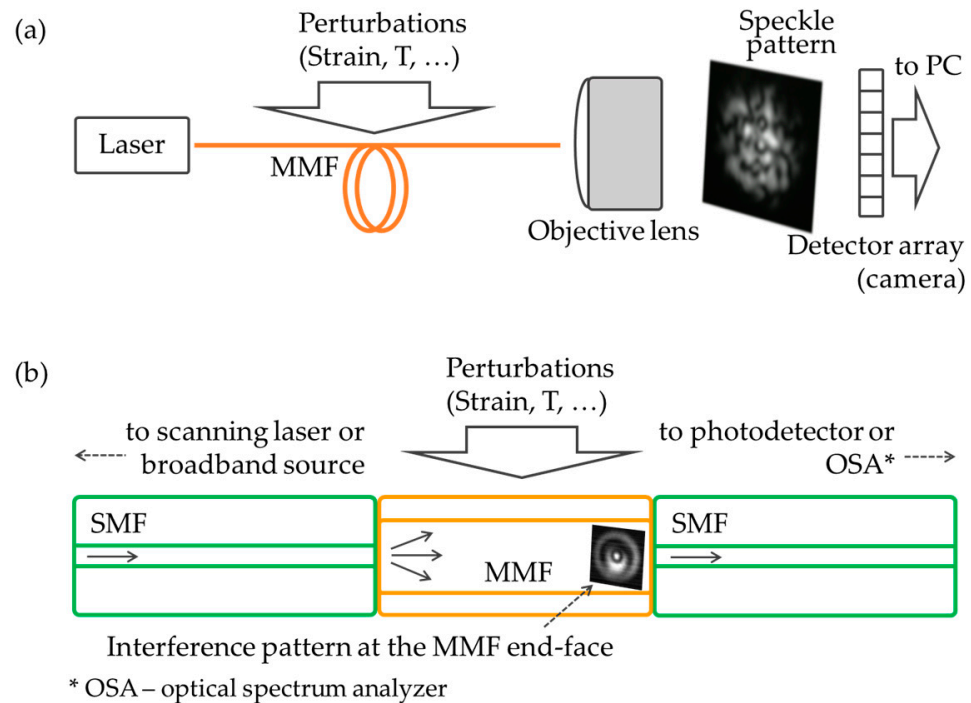 (a)
Perturbations
(Strain, T, …)
Speckle
pattern
to PC
Laser
MMF
Objective lens
Detector array
(camera)
(b)
Perturbations
(Strain, T, …)
to scanning laser or
broadband source
to photodetector or
OSA*
SMF
MMF
SMF
Interference pattern at the MMF end-face
* OSA – optical spectrum analyzer